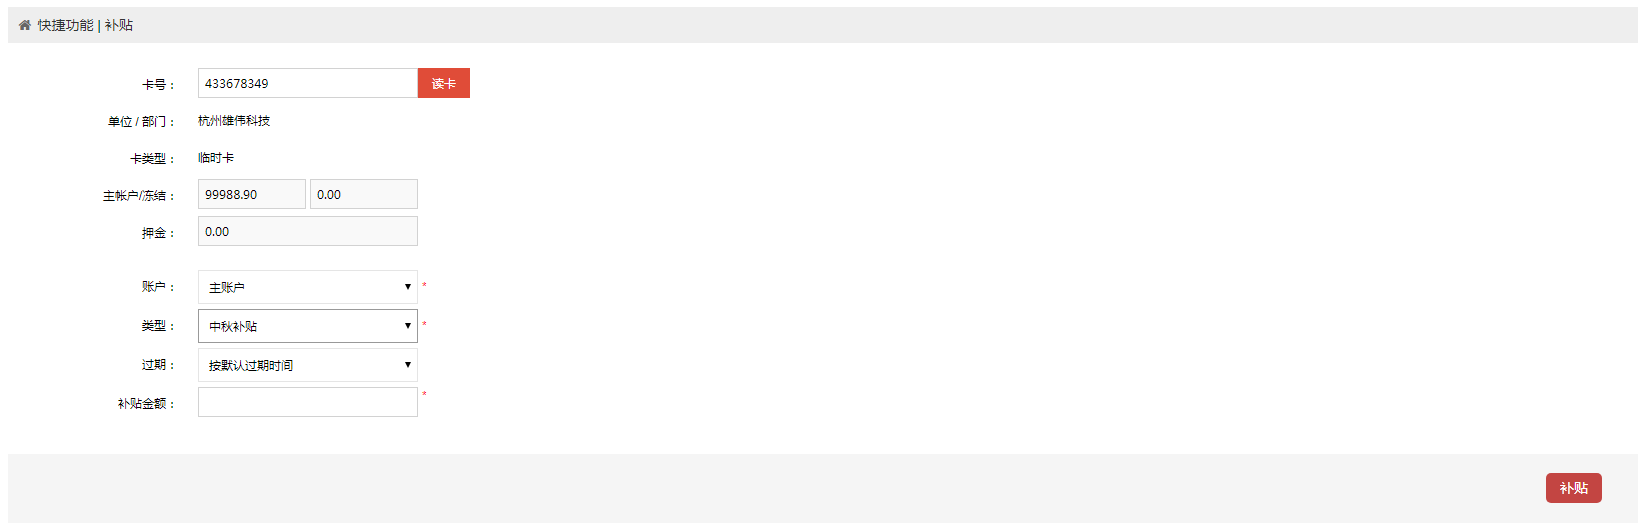 快捷功能 | 补贴
卡号： 433678349 读卡
单位 / 部门： 杭州雄伟科技
卡类型： 临时卡
主帐户/冻结： 99988.90 0.00
押金： 0.00
账户： 主账户 *
类型： 中秋补贴 *
过期： 按默认过期时间
补贴金额： *
补贴